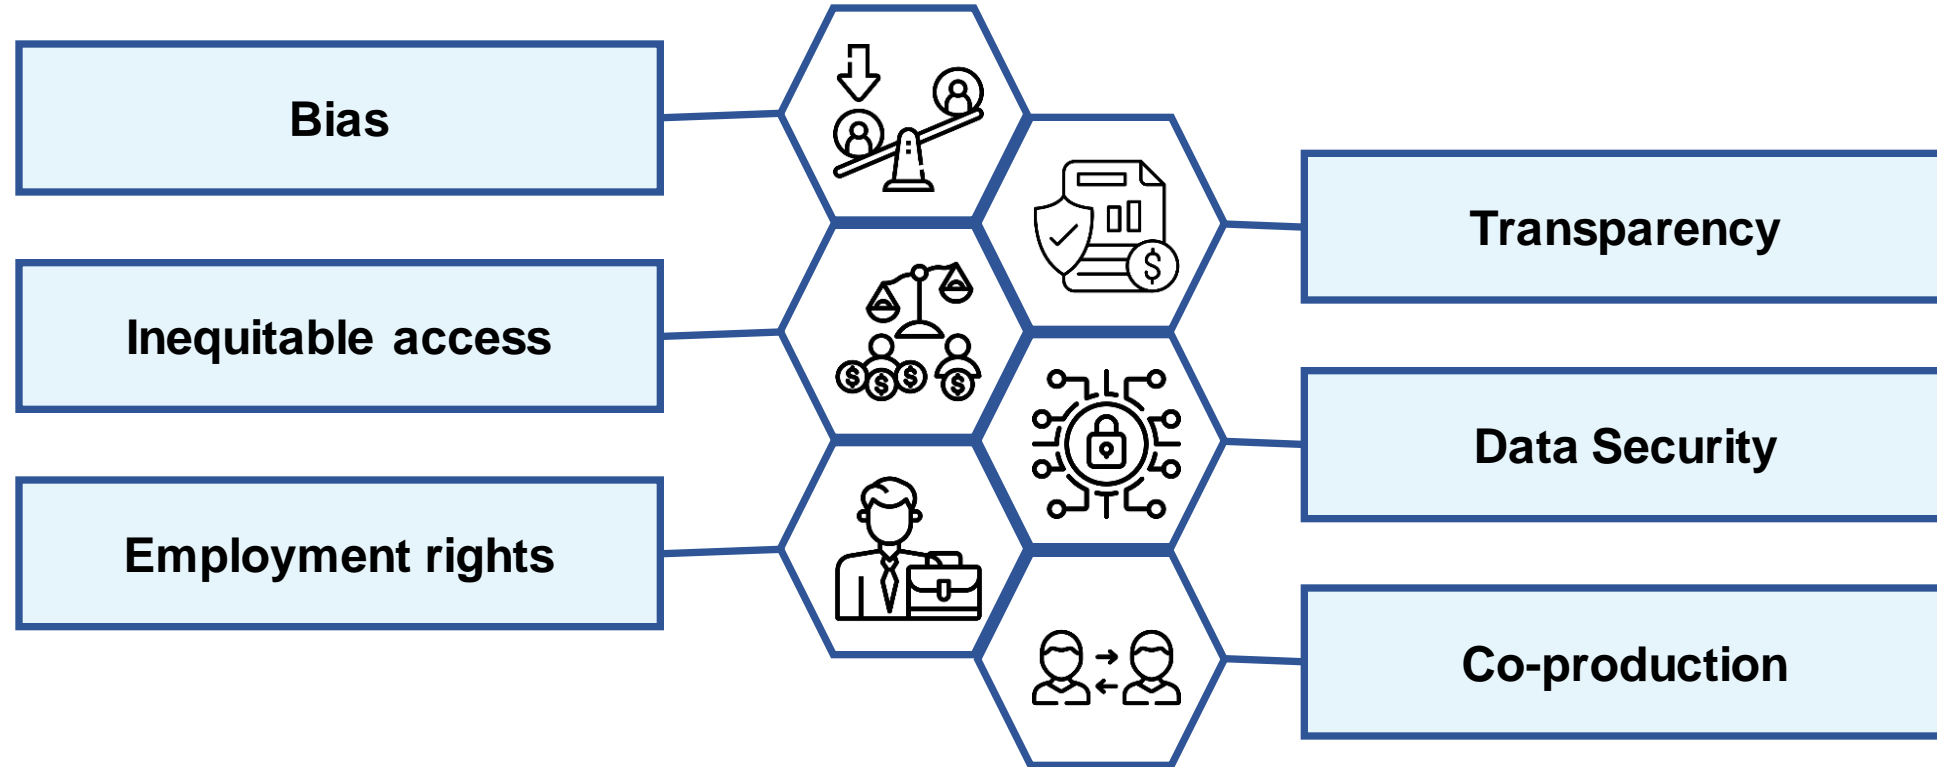 Bias
Transparency
Inequitable access
Data Security
Employment rights
Co-production
$
$ $ $ $